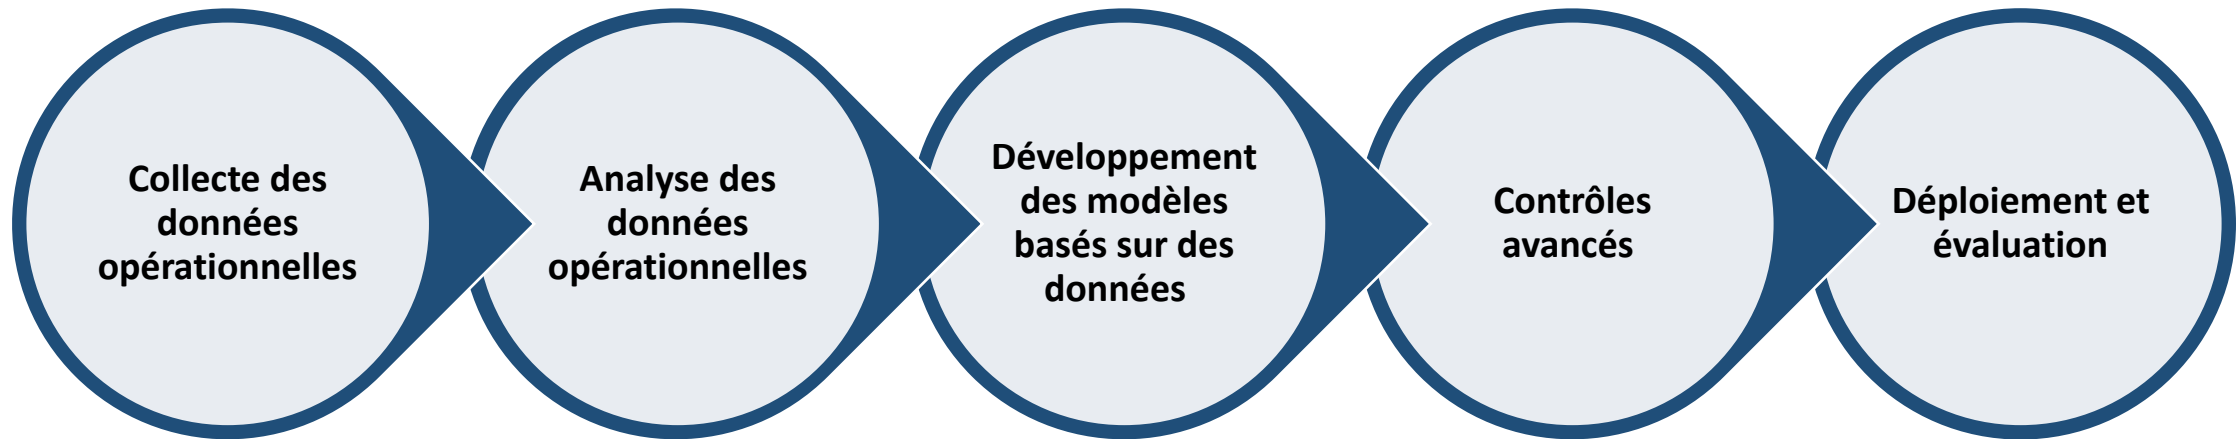 Collecte des
données
opérationnelles
Analyse des
données
opérationnelles
Développement
des modèles
basés sur des
données
Contrôles
avancés
Déploiement et
évaluation